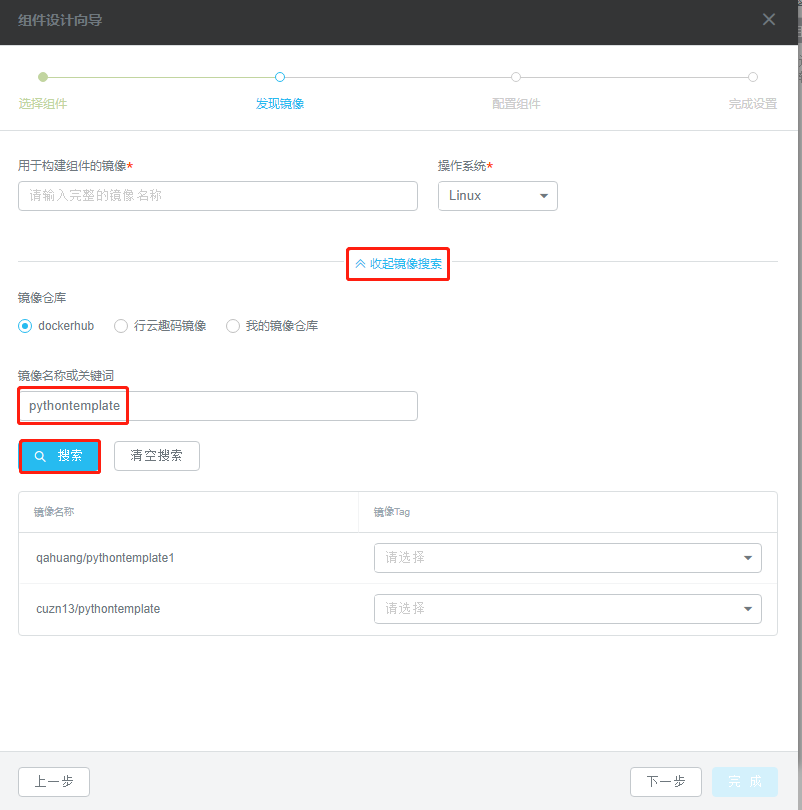 组件设计向导
选择组件 发现镜像 配置组件 完成设置
用于构建组件的镜像* 操作系统*
请输入完整的镜像名称 Linux
收起镜像搜索
镜像仓库
dockerhub 行云趣码镜像 我的镜像仓库
镜像名称或关键词
pythontemplate
搜索 清空搜索
镜像名称 镜像Tag
qahuang/pythontemplate1 请选择
cuzn13/pythontemplate 请选择
上一步 下一步 完成